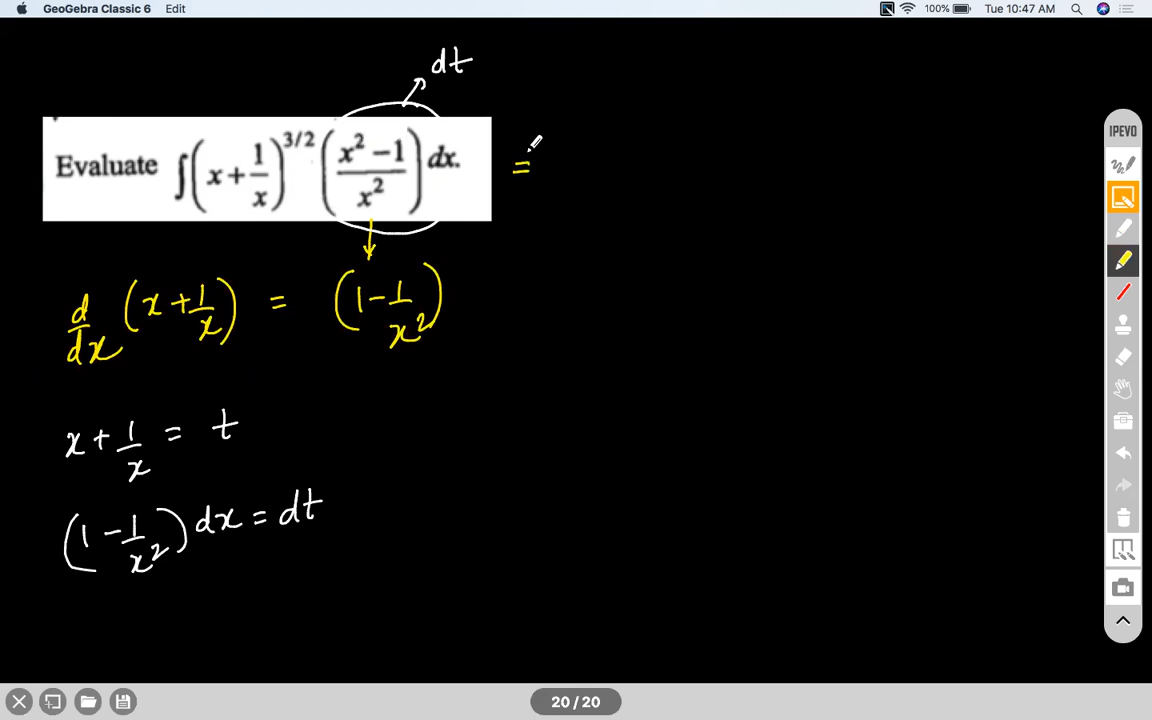 GeoGebra Classic 6 Edit 100% Tue 10:47 AM
dt
Evaluate ∫(x + 1/x)^{3/2} ((x² − 1)/x²) dx. =
d/dx (x + 1/x) = (1 − 1/x²)
x + 1/x = t
(1 − 1/x²) dx = dt
IPEVO
20 / 20